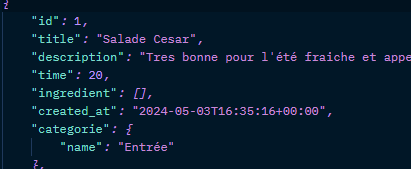 {
"id": 1,
"title": "Salade Cesar",
"description": "Tres bonne pour l'été fraiche et
"time": 20,
"ingredient": [],
"created_at": "2024-05-03T16:35:16+00:00",
"categorie": {
"name": "Entrée"
},